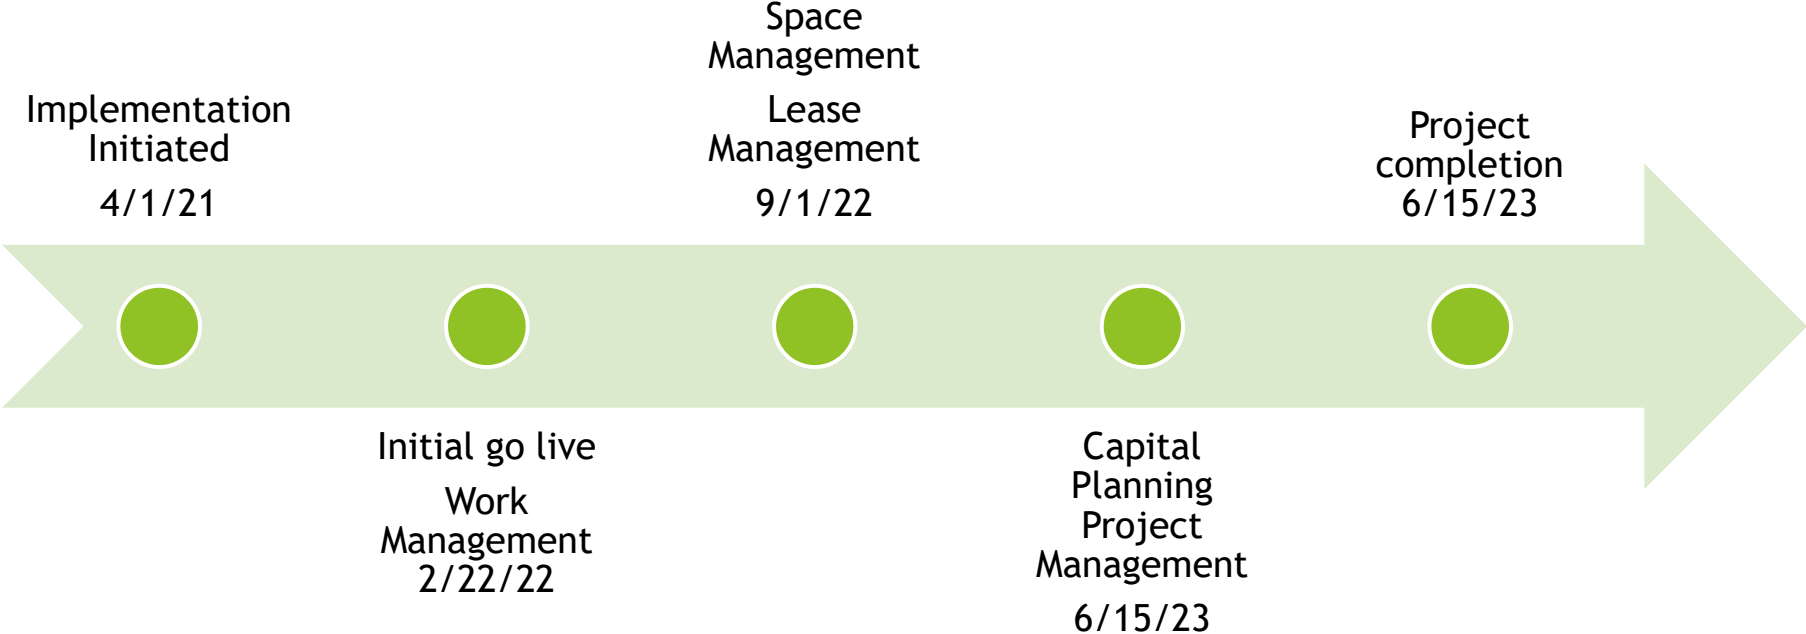 Implementation
Initiated
4/1/21
Initial go live
Work
Management
2/22/22
Space
Management
Lease
Management
9/1/22
Capital
Planning
Project
Management
6/15/23
Project
completion
6/15/23